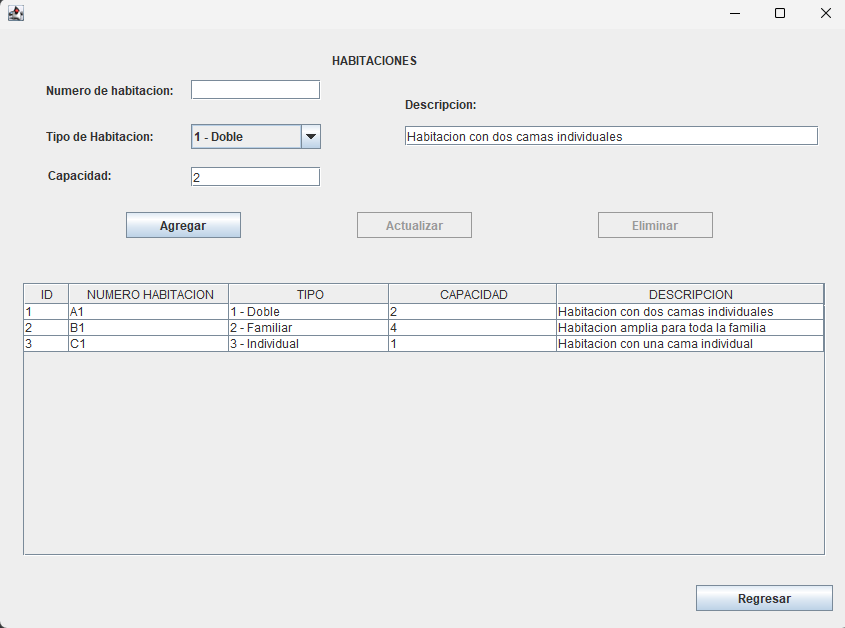 HABITACIONES
Numero de habitacion:
Descripcion:
Tipo de Habitacion: 1 - Doble
Habitacion con dos camas individuales
Capacidad: 2
Agregar Actualizar Eliminar
ID NUMERO HABITACION TIPO CAPACIDAD DESCRIPCION
1 A1 1 - Doble 2 Habitacion con dos camas individuales
2 B1 2 - Familiar 4 Habitacion amplia para toda la familia
3 C1 3 - Individual 1 Habitacion con una cama individual
Regresar